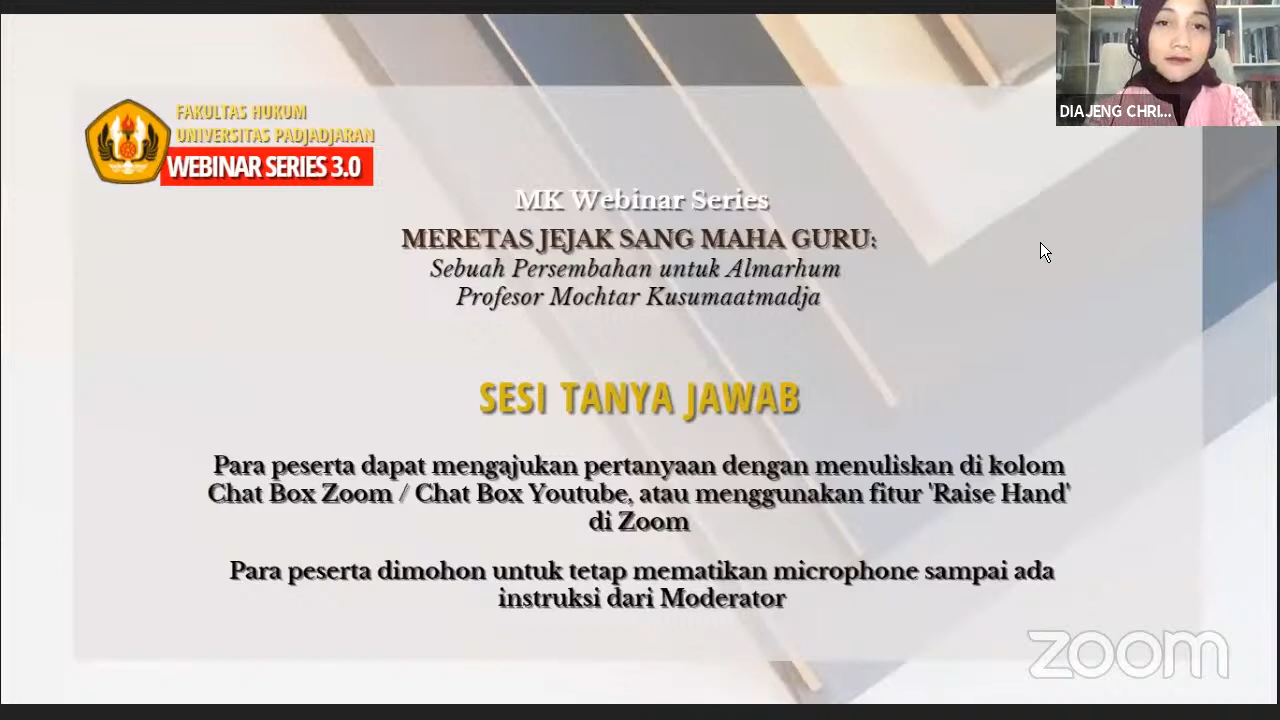 FAKULTAS HUKUM
UNIVERSITAS PADJADJARAN
WEBINAR SERIES 3.0
DIAJENG CHRI...
MK Webinar Series
MERETAS JEJAK SANG MAHA GURU:
Sebuah Persembahan untuk Almarhum
Profesor Mochtar Kusumaatmadja
SESI TANYA JAWAB
Para peserta dapat mengajukan pertanyaan dengan menuliskan di kolom
Chat Box Zoom / Chat Box Youtube, atau menggunakan fitur 'Raise Hand'
di Zoom
Para peserta dimohon untuk tetap mematikan microphone sampai ada
instruksi dari Moderator
zoom